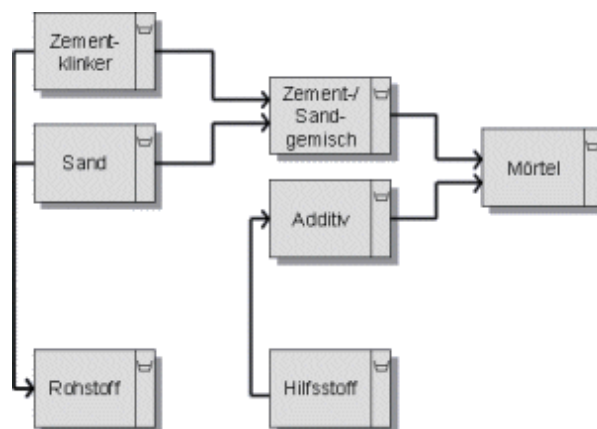 Zement-
klinker
Sand
Zement-/
Sand-
gemisch
Mörtel
Additiv
Rohstoff
Hilfsstoff